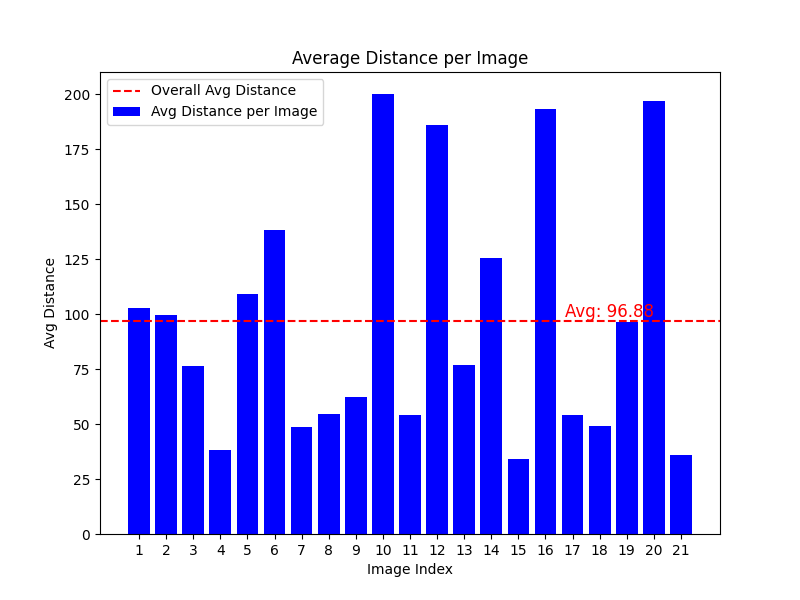 Average Distance per Image
Overall Avg Distance
Avg Distance per Image
200
175
150
125
100
75
50
25
0
Avg Distance
Avg: 96.88
1 2 3 4 5 6 7 8 9 10 11 12 13 14 15 16 17 18 19 20 21
Image Index